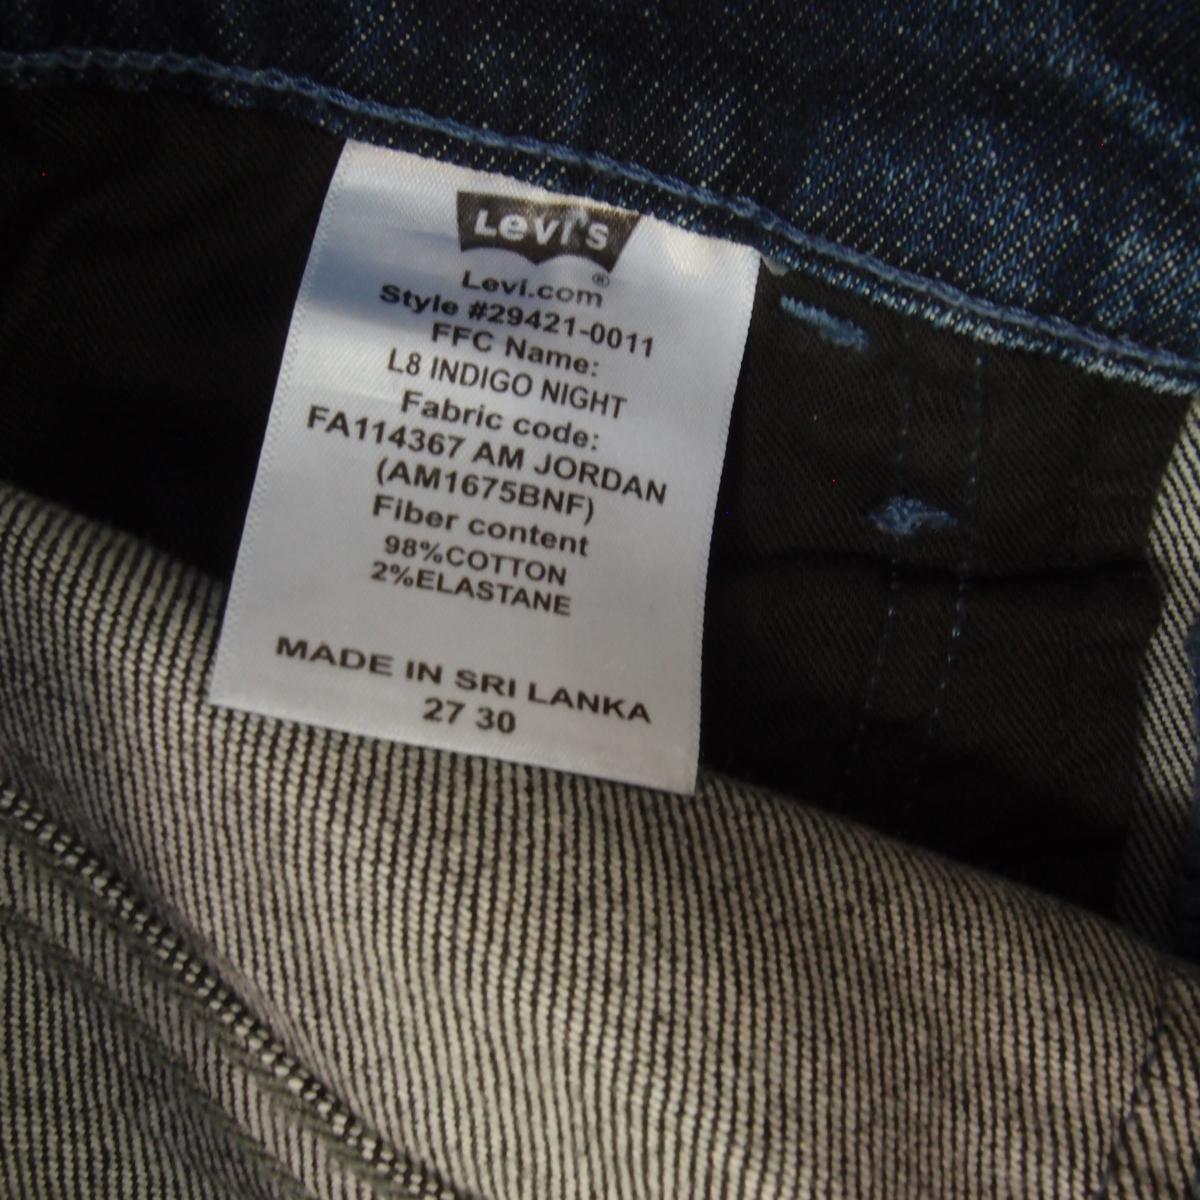 Levi's
®
Levi.com
Style #29421-0011
FFC Name:
L8 INDIGO NIGHT
Fabric code:
FA114367 AM JORDAN
(AM1675BNF)
Fiber content
98%COTTON
2%ELASTANE
MADE IN SRI LANKA
27 30